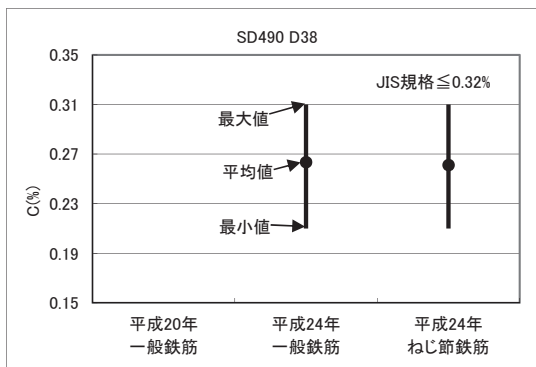 SD490 D38
0.35
0.31
0.27
0.23
0.19
0.15
C(%)
JIS規格≦0.32%
最大値
平均値
最小値
平成20年
一般鉄筋
平成24年
一般鉄筋
平成24年
ねじ節鉄筋